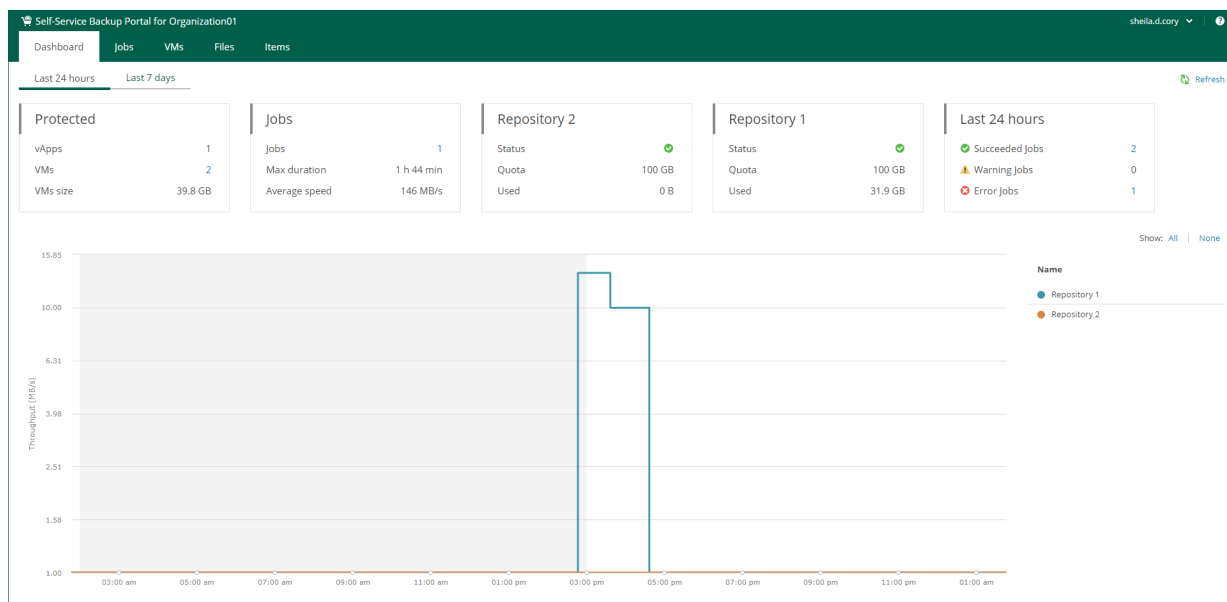 Self-Service Backup Portal for Organization01
sheila.d.cory
?
Dashboard Jobs VMs Files Items
Last 24 hours Last 7 days
Refresh
Protected
vApps 1
VMs 2
VMs size 39.8 GB
Jobs
Jobs 1
Max duration 1 h 44 min
Average speed 146 MB/s
Repository 2
Status
Quota 100 GB
Used 0 B
Repository 1
Status
Quota 100 GB
Used 31.9 GB
Last 24 hours
Succeeded Jobs 2
Warning Jobs 0
Error Jobs 1
Show: All | None
Throughput (MB/s)
15.85
10.00
6.31
3.98
2.51
1.58
1.00
03:00 am 05:00 am 07:00 am 09:00 am 11:00 am 01:00 pm 03:00 pm 05:00 pm 07:00 pm 09:00 pm 11:00 pm 01:00 am
Name
Repository 1
Repository 2